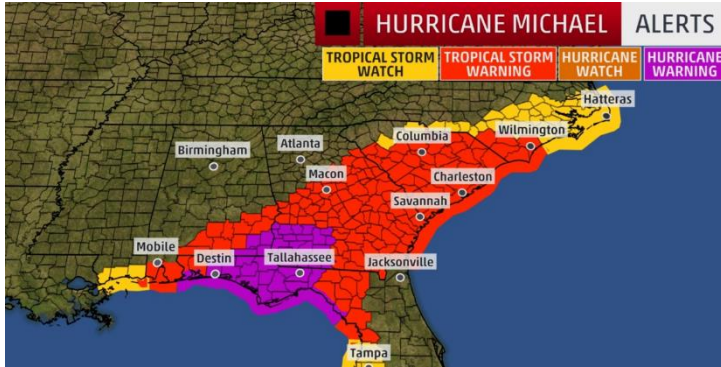 HURRICANE MICHAEL ALERTS
TROPICAL STORM WATCH
TROPICAL STORM WARNING
HURRICANE WATCH
HURRICANE WARNING
Hatteras
Wilmington
Columbia
Atlanta
Birmingham
Macon
Charleston
Savannah
Mobile
Destin
Tallahassee
Jacksonville
Tampa